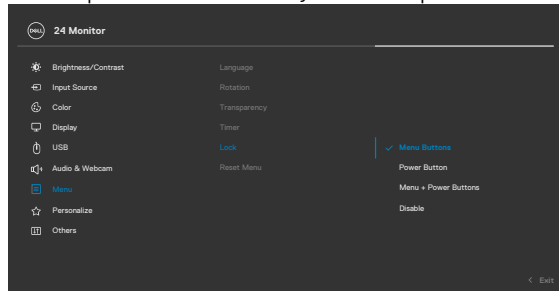 DELL 24 Monitor
Brightness/Contrast
Input Source
Color
Display
USB
Audio & Webcam
Menu
Personalize
Others
Language
Rotation
Transparency
Timer
Lock
Reset Menu
Menu Buttons
Power Button
Menu + Power Buttons
Disable
Exit